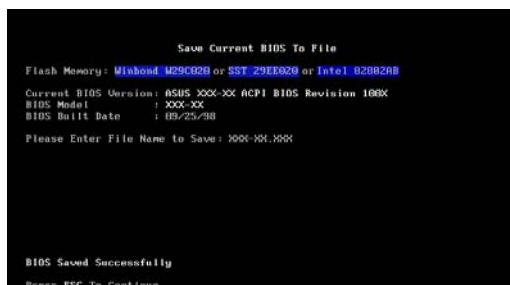 Save Current BIOS To File
Flash Memory: Winbond W29C020 or SST 29EE020 or Intel 82802AB
Current BIOS Version: ASUS XXX-XX ACPI BIOS Revision 100X
BIOS Model : XXX-XX
BIOS Built Date : 09/25/98
Please Enter File Name to Save: XXX-XX.XXX
BIOS Saved Successfully
Press ESC To Continue